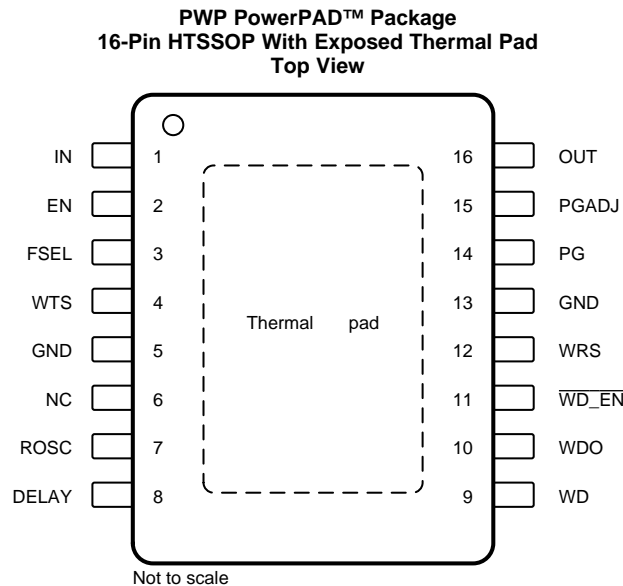 PWP PowerPAD™ Package
16-Pin HTSSOP With Exposed Thermal Pad
Top View
IN 1 16 OUT
EN 2 15 PGADJ
FSEL 3 14 PG
WTS 4 13 GND
Thermal pad
GND 5 12 WRS
NC 6 11 WD_EN
ROSC 7 10 WDO
DELAY 8 9 WD
Not to scale